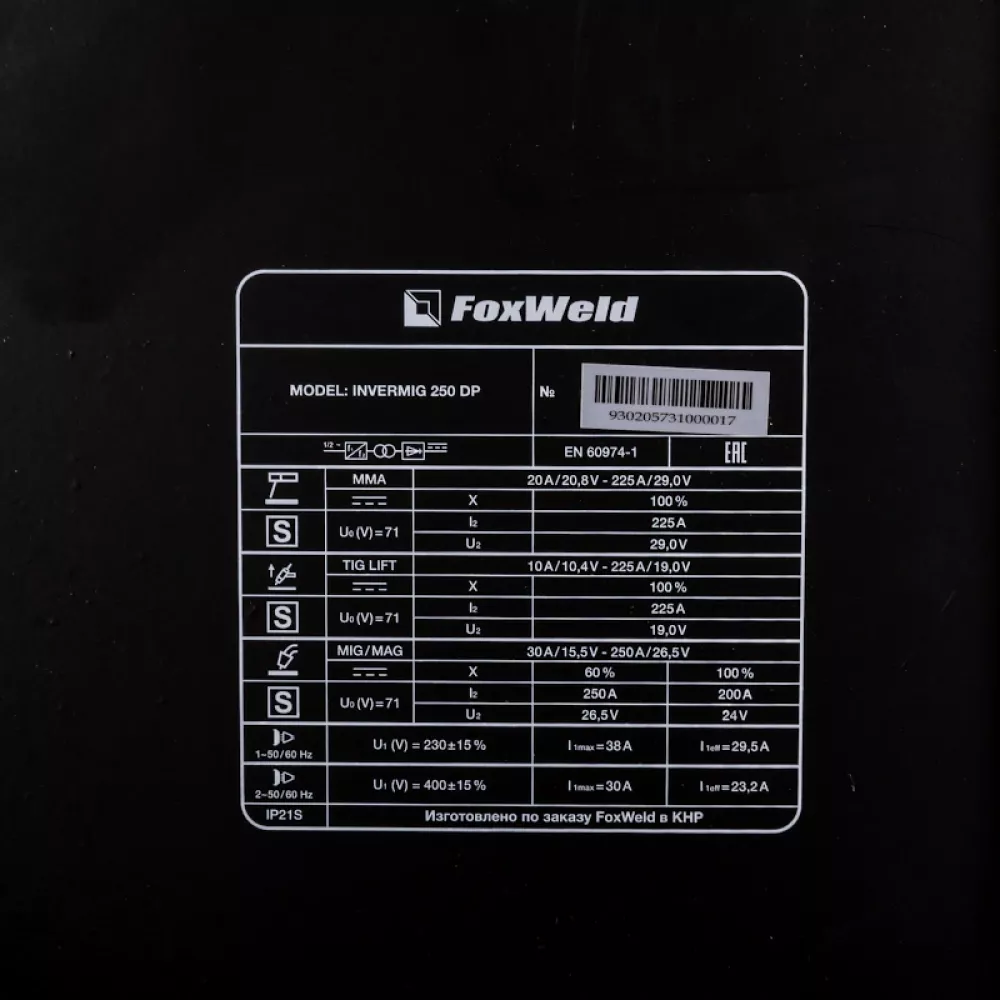 FoxWeld
MODEL: INVERMIG 250 DP № 930205731000017
1/2 ~ f₁ f₂ EN 60974-1 EAC
MMA 20A/20,8V - 225A/29,0V
X 100%
S U₀(V)=71 I₂ 225A
U₂ 29,0V
TIG LIFT 10A/10,4V - 225A/19,0V
X 100%
S U₀(V)=71 I₂ 225A
U₂ 19,0V
MIG/MAG 30A/15,5V - 250A/26,5V
X 60% 100%
S U₀(V)=71 I₂ 250A 200A
U₂ 26,5V 24V
1~50/60 Hz U₁ (V) = 230±15% I1max=38A I1eff=29,5A
2~50/60 Hz U₁ (V) = 400±15% I1max=30A I1eff=23,2A
IP21S Изготовлено по заказу FoxWeld в КНР